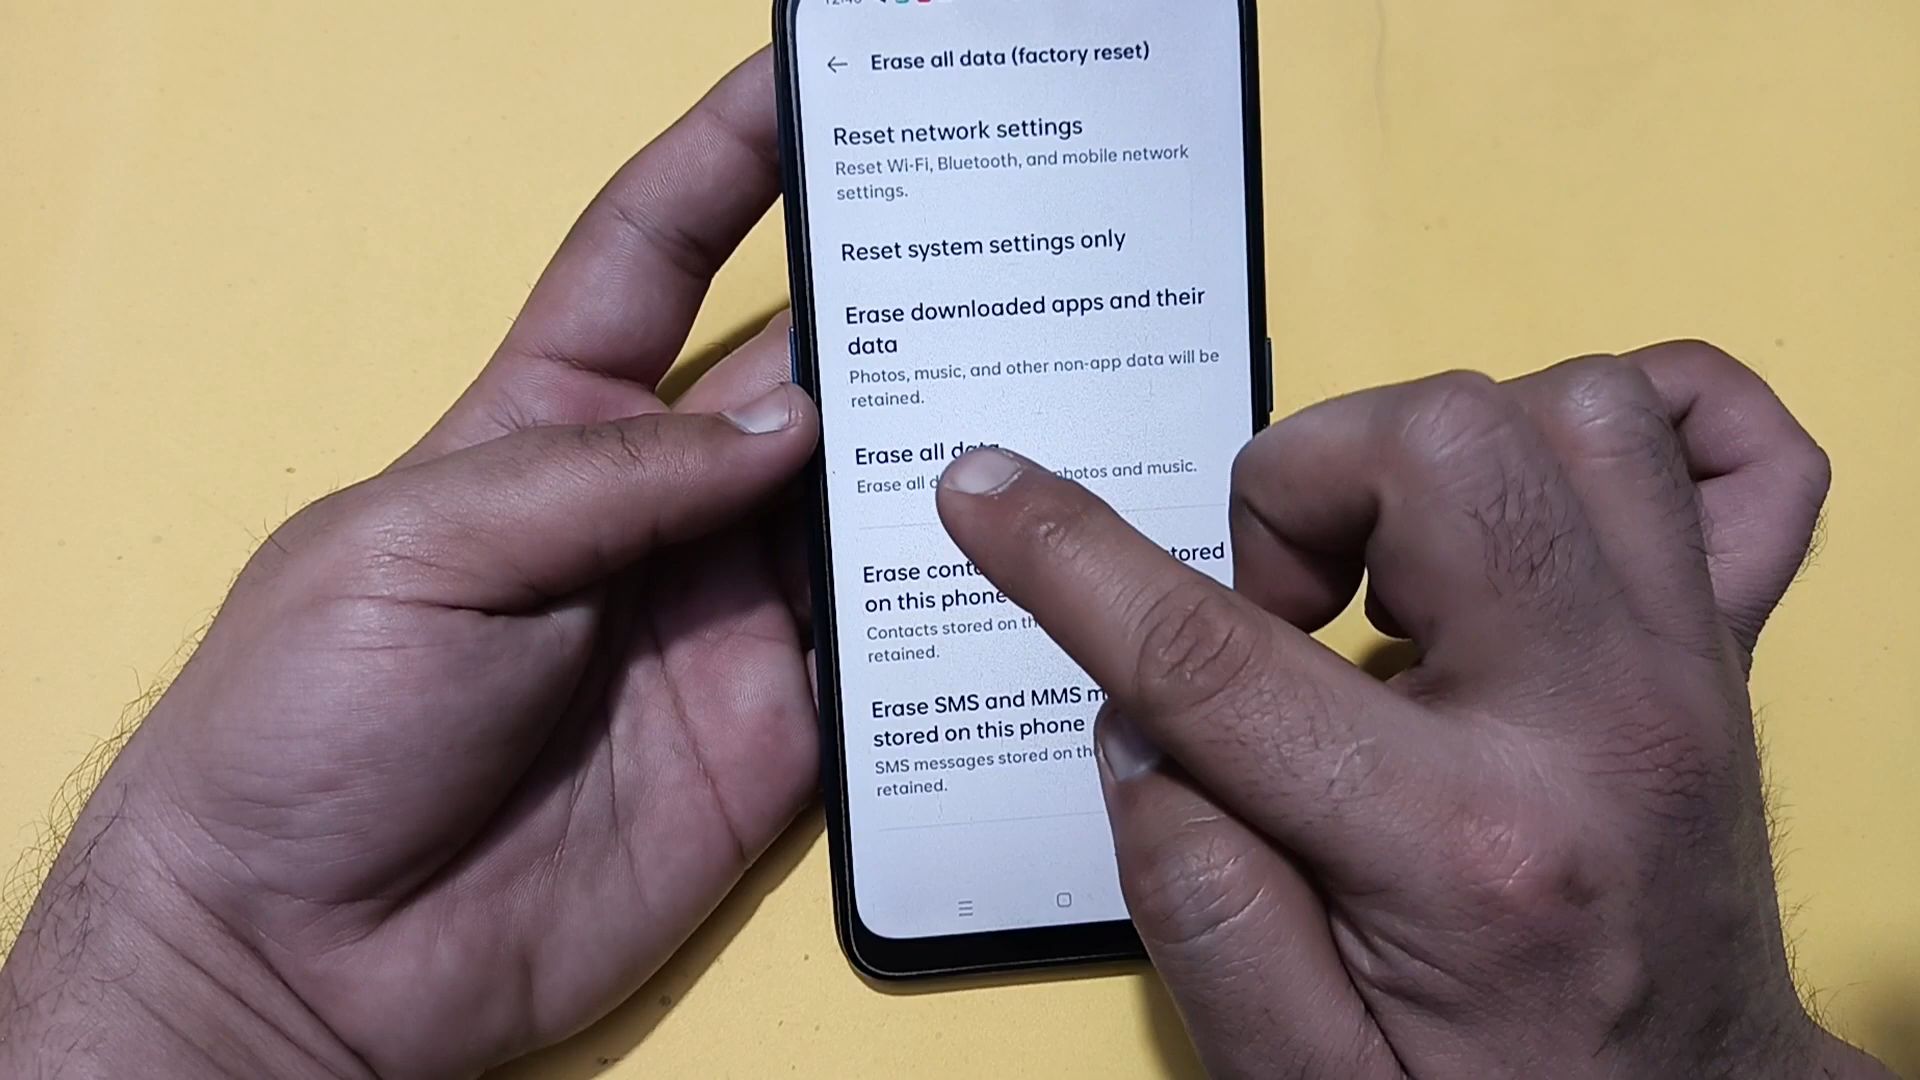 Erase all data (factory reset)
Reset network settings
Reset Wi-Fi, Bluetooth, and mobile network
settings.
Reset system settings only
Erase downloaded apps and their
data
Photos, music, and other non-app data will be
retained.
Erase all data
Erase all photos and music.
Erase
on this phone
Contacts stored on
retained.
Erase SMS and MMS
stored on this phone
SMS messages stored on
retained.